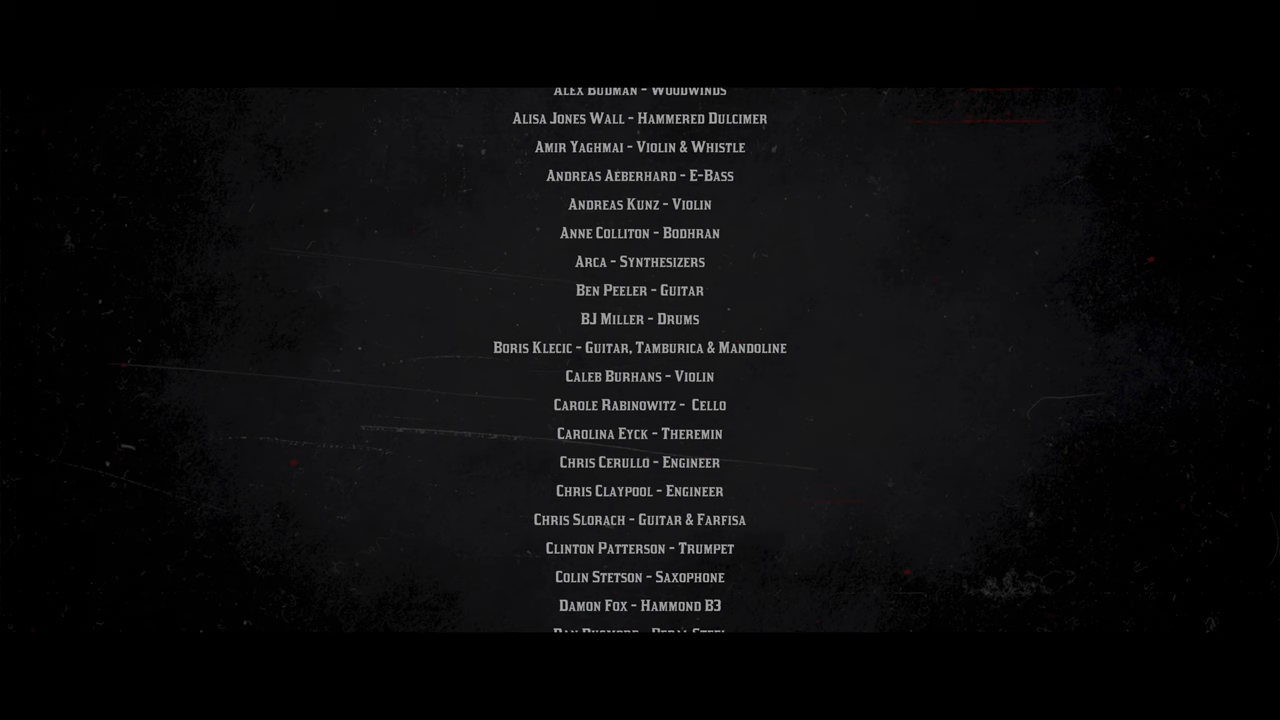 Alex Budman - Woodwinds
Alisa Jones Wall - Hammered Dulcimer
Amir Yaghmai - Violin & Whistle
Andreas Aeberhard - E-Bass
Andreas Kunz - Violin
Anne Colliton - Bodhran
Arca - Synthesizers
Ben Peeler - Guitar
BJ Miller - Drums
Boris Klecic - Guitar, Tamburica & Mandoline
Caleb Burhans - Violin
Carole Rabinowitz - Cello
Carolina Eyck - Theremin
Chris Cerullo - Engineer
Chris Claypool - Engineer
Chris Slorach - Guitar & Farfisa
Clinton Patterson - Trumpet
Colin Stetson - Saxophone
Damon Fox - Hammond B3